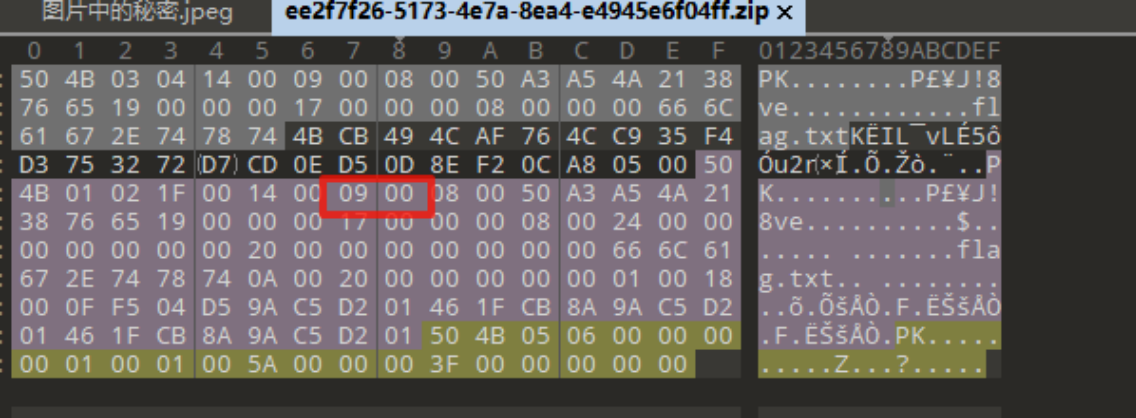 图片中的秘密.jpeg ee2f7f26-5173-4e7a-8ea4-e4945e6f04ff.zip ×
0 1 2 3 4 5 6 7 8 9 A B C D E F 0123456789ABCDEF
50 4B 03 04 14 00 09 00 08 00 50 A3 A5 4A 21 38 PK........P£¥J!8
76 65 19 00 00 00 17 00 00 00 08 00 00 00 66 6C ve............fl
61 67 2E 74 78 74 4B CB 49 4C AF 76 4C C9 35 F4 ag.txtKËIL¯vLÉ5ô
D3 75 32 72 (D7) CD 0E D5 0D 8E F2 0C A8 05 00 50 Óu2r(×Í.Õ.Žò.¨..P
4B 01 02 1F 00 14 00 09 00 08 00 50 A3 A5 4A 21 K..........P£¥J!
38 76 65 19 00 00 00 17 00 00 00 08 00 24 00 00 8ve..........$..
00 00 00 00 00 20 00 00 00 00 00 00 00 66 6C 61 ..... .......fla
67 2E 74 78 74 0A 00 20 00 00 00 00 00 01 00 18 g.txt.. ........
00 0F F5 04 D5 9A C5 D2 01 46 1F CB 8A 9A C5 D2 ..õ.ÕšÅÒ.F.ËŠšÅÒ
01 46 1F CB 8A 9A C5 D2 01 50 4B 05 06 00 00 00 .F.ËŠšÅÒ.PK.....
00 01 00 01 00 5A 00 00 00 3F 00 00 00 00 00 .....Z...?.....